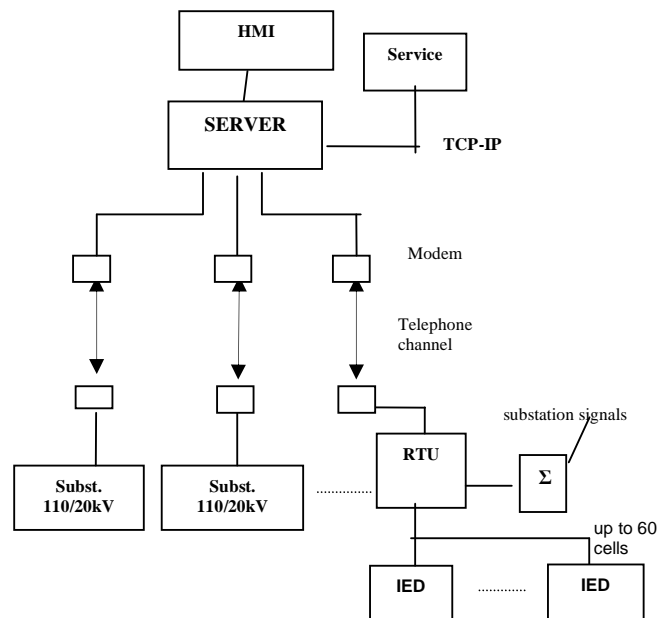 HMI
Service
SERVER
TCP-IP
Modem
Telephone
channel
substation signals
RTU
Σ
Subst.
110/20kV
Subst.
110/20kV
..............
up to 60
cells
IED
.............
IED